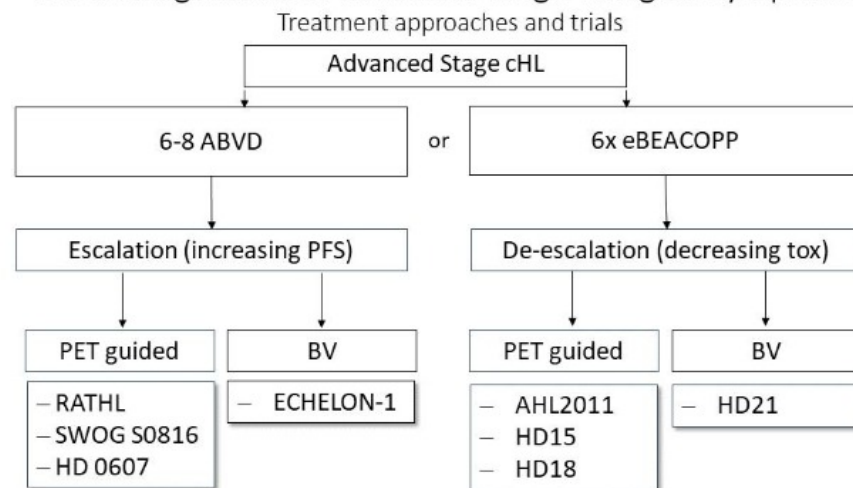 Treatment approaches and trials
Advanced Stage cHL
6-8 ABVD
or
6x eBEACOPP
Escalation (increasing PFS)
De-escalation (decreasing tox)
PET guided
BV
PET guided
BV
– RATHL
– SWOG S0816
– HD 0607
– ECHELON-1
– AHL2011
– HD15
– HD18
– HD21